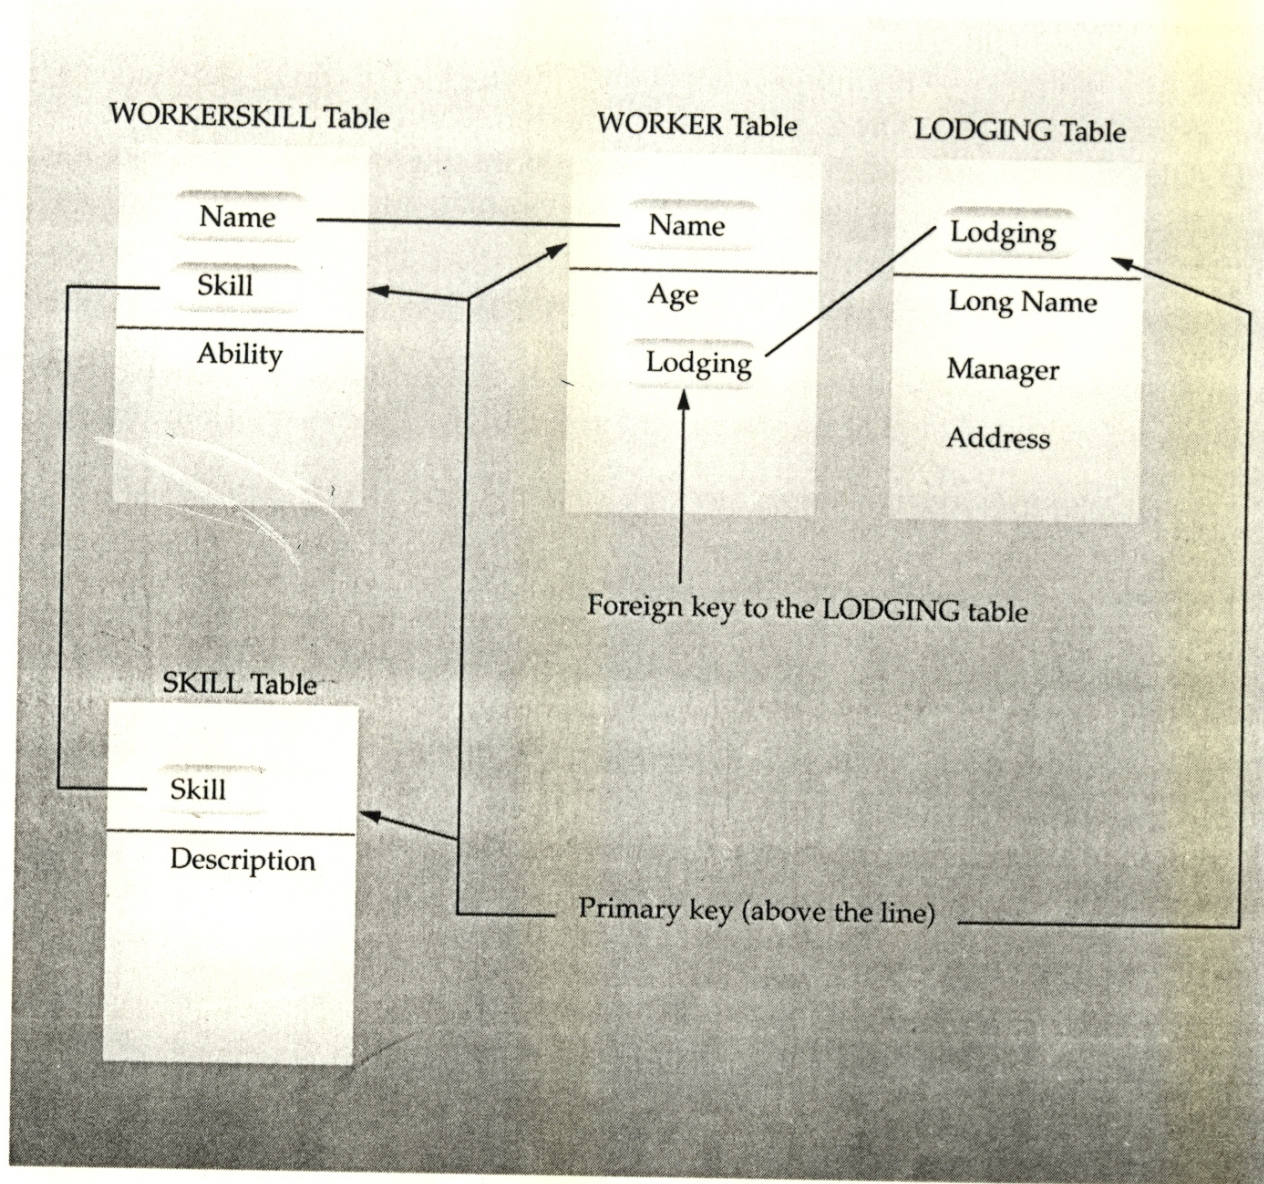 WORKERSKILL Table
Name
Skill
Ability
WORKER Table
Name
Age
Lodging
LODGING Table
Lodging
Long Name
Manager
Address
Foreign key to the LODGING table
SKILL Table
Skill
Description
Primary key (above the line)